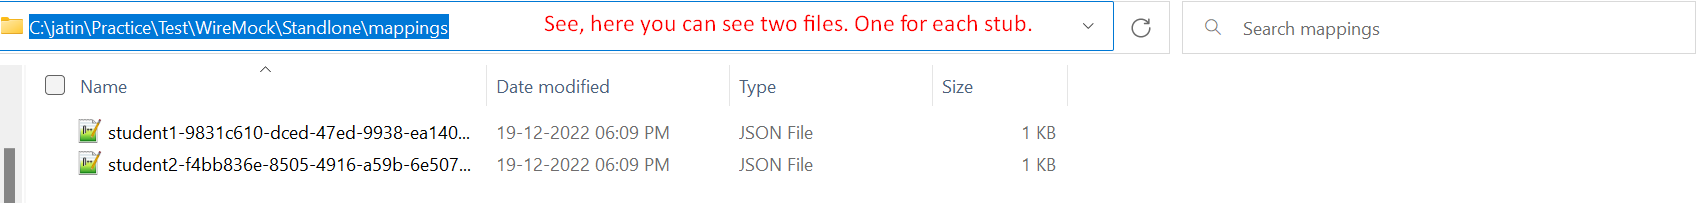 C:\jatin\Practice\Test\WireMock\Standlone\mappings See, here you can see two files. One for each stub. Search mappings
Name Date modified Type Size
student1-9831c610-dced-47ed-9938-ea140... 19-12-2022 06:09 PM JSON File 1 KB
student2-f4bb836e-8505-4916-a59b-6e507... 19-12-2022 06:09 PM JSON File 1 KB